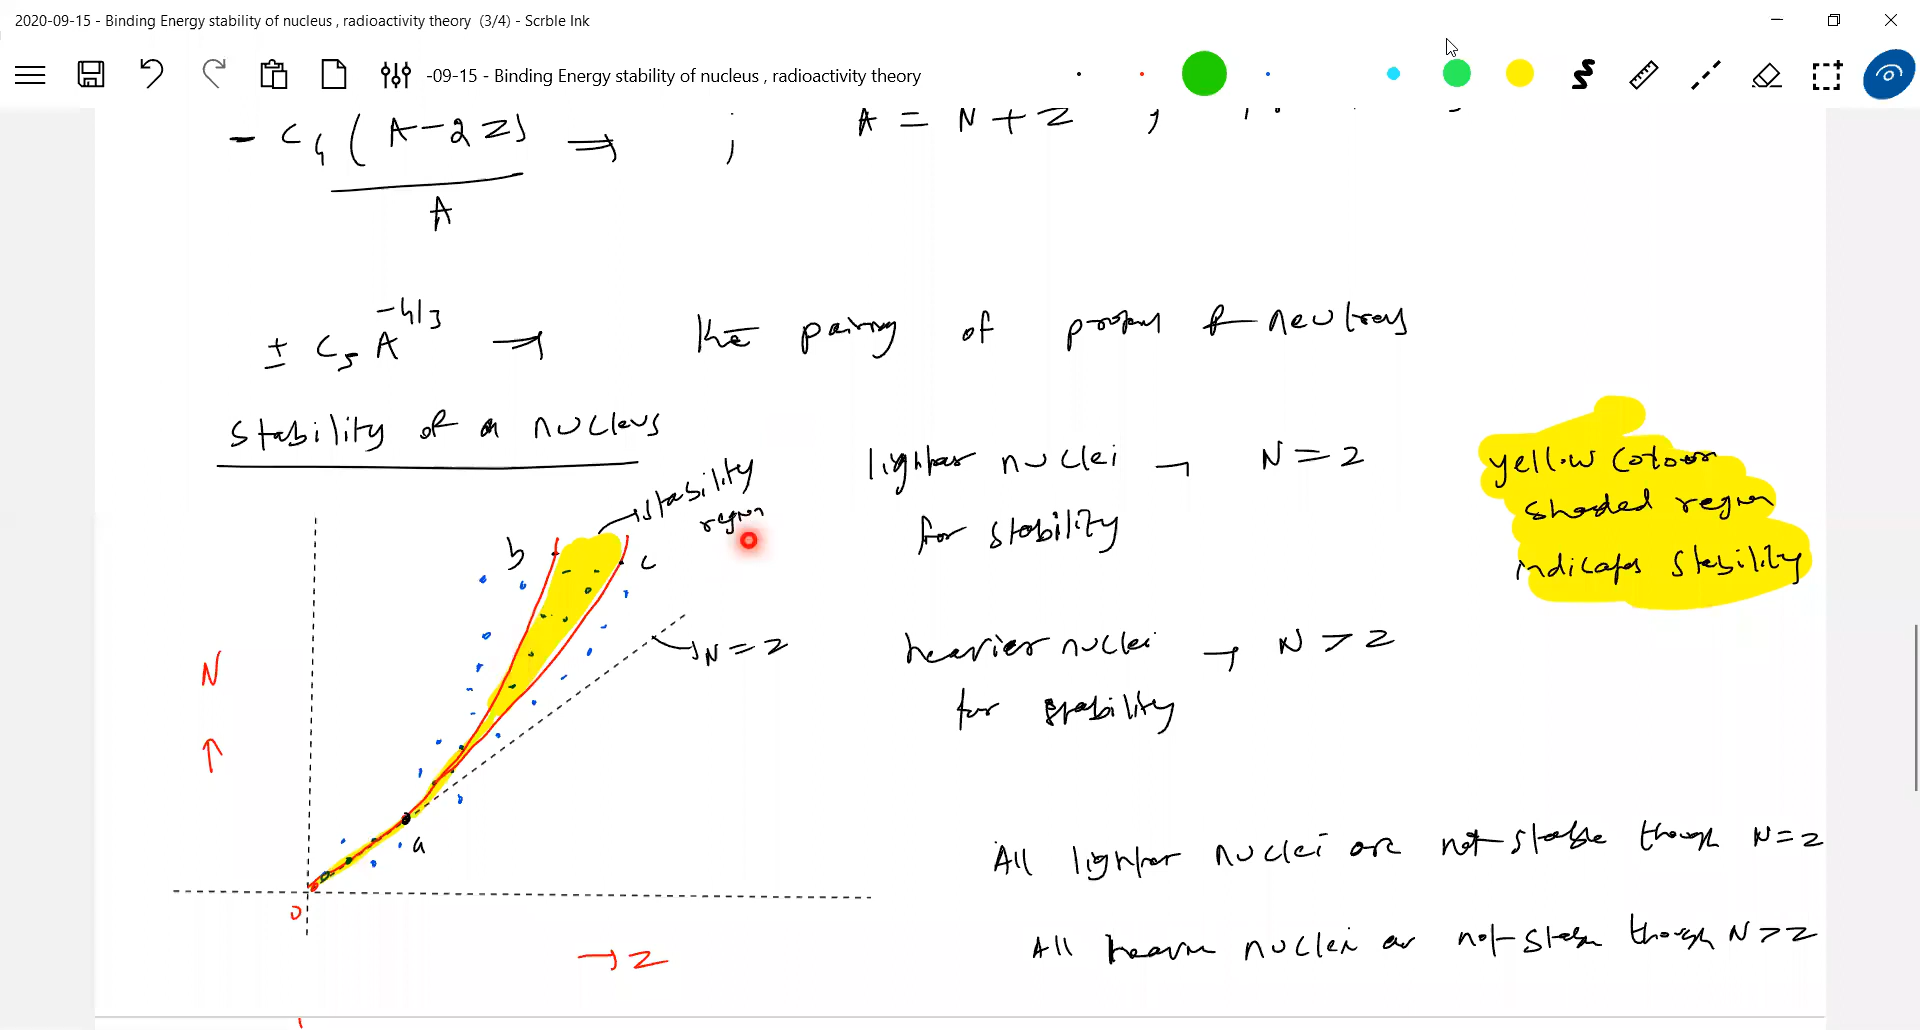 2020-09-15 - Binding Energy stability of nucleus , radioactivity theory (3/4) - Scrble Ink
-09-15 - Binding Energy stability of nucleus , radioactivity theory
- C4 (A-2Z) ⇒ ;
A
A = N + Z ,
± C5 A^-4/3 → the pairing of protons & neutrons
Stability of a nucleus
stability
region
b
c
N = Z
a
N
↑
0
→ Z
lighter nuclei → N = Z
for stability
heavier nuclei → N > Z
for stability
yellow colour
shaded region
indicates stability
All lighter nuclei are not stable though N = Z
All heavier nuclei are not stable though N > Z